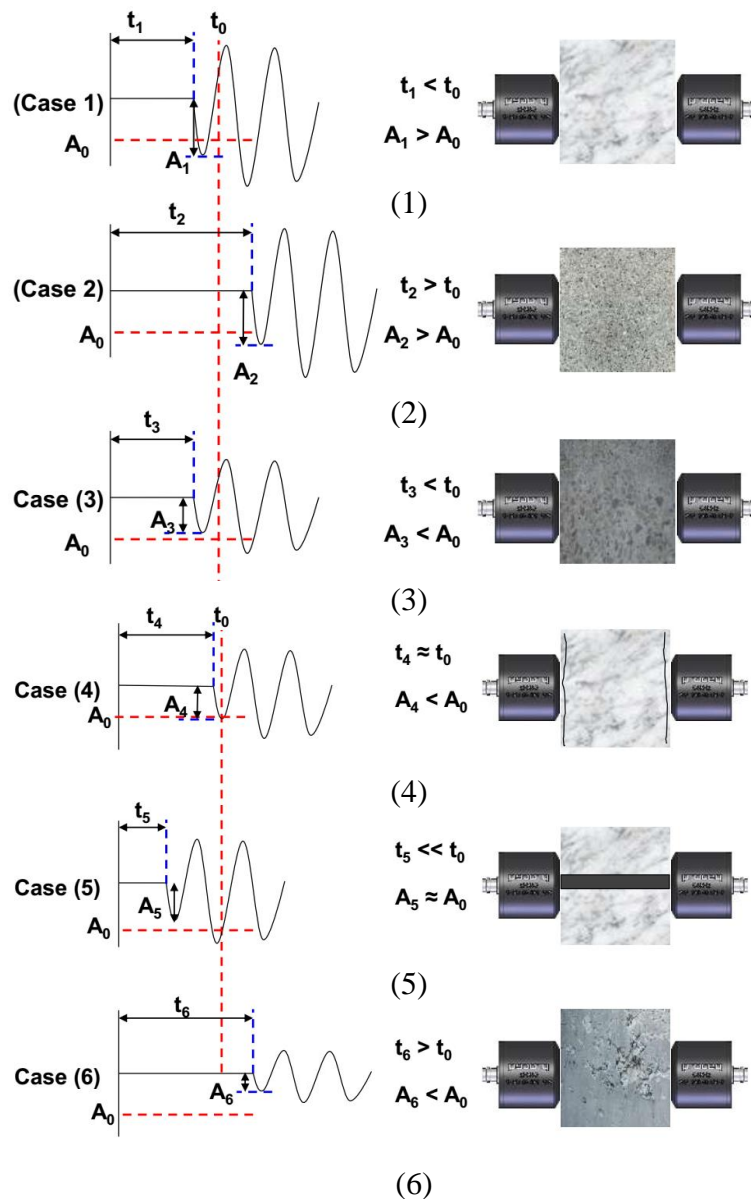 t₁
t₀
(Case 1)
A₀
A₁
t₁ < t₀
A₁ > A₀
(1)
t₂
(Case 2)
A₀
A₂
t₂ > t₀
A₂ > A₀
(2)
t₃
Case (3)
A₃
A₀
t₃ < t₀
A₃ < A₀
(3)
t₄
t₀
Case (4)
A₄
A₀
t₄ ≈ t₀
A₄ < A₀
(4)
t₅
Case (5)
A₅
A₀
t₅ << t₀
A₅ ≈ A₀
(5)
t₆
Case (6)
A₆
A₀
t₆ > t₀
A₆ < A₀
(6)